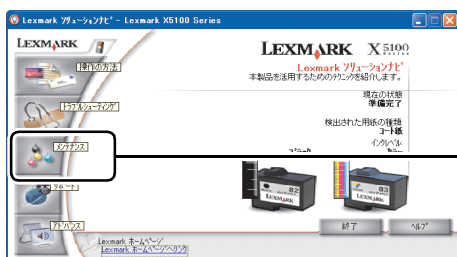 Lexmark ソリューションナビ - Lexmark X5100 Series
LEXMARK
LEXMARK X5100
Series
Lexmark ソリューションナビ
本製品を活用するためのテクニックを紹介します。
操作の方法
現在の状態
準備完了
トラブルシューティング
検出された用紙の種類
コート紙
メンテナンス
インクレベル
82
LEXMARK
83
LEXMARK
サポート
アドバンス
終了
ヘルプ
Lexmark ホームページ
Lexmark ホームページへリンク